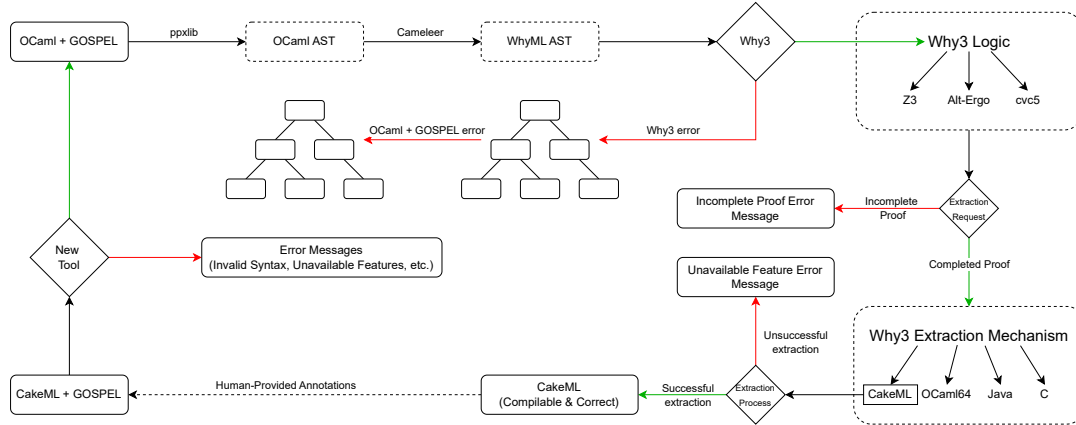 OCaml + GOSPEL
ppxlib
OCaml AST
Cameleer
WhyML AST
Why3
Why3 Logic
Z3
Alt-Ergo
cvc5
OCaml + GOSPEL error
Why3 error
Incomplete Proof Error
Message
Incomplete
Proof
Extraction
Request
New
Tool
Error Messages
(Invalid Syntax, Unavailable Features, etc.)
Unavailable Feature Error
Message
Completed Proof
Unsuccessful
extraction
Why3 Extraction Mechanism
CakeML
OCaml64
Java
C
CakeML + GOSPEL
Human-Provided Annotations
CakeML
(Compilable & Correct)
Successful
extraction
Extraction
Process